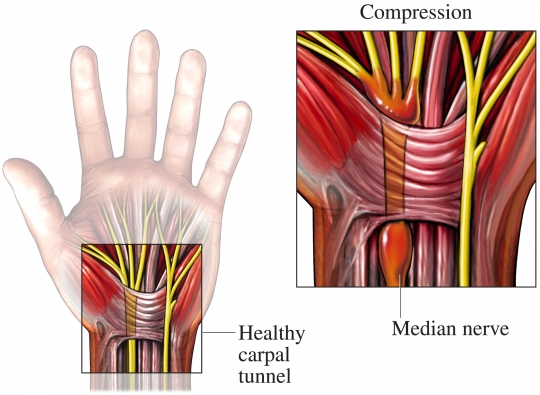 Compression
Median nerve
Healthy
carpal
tunnel